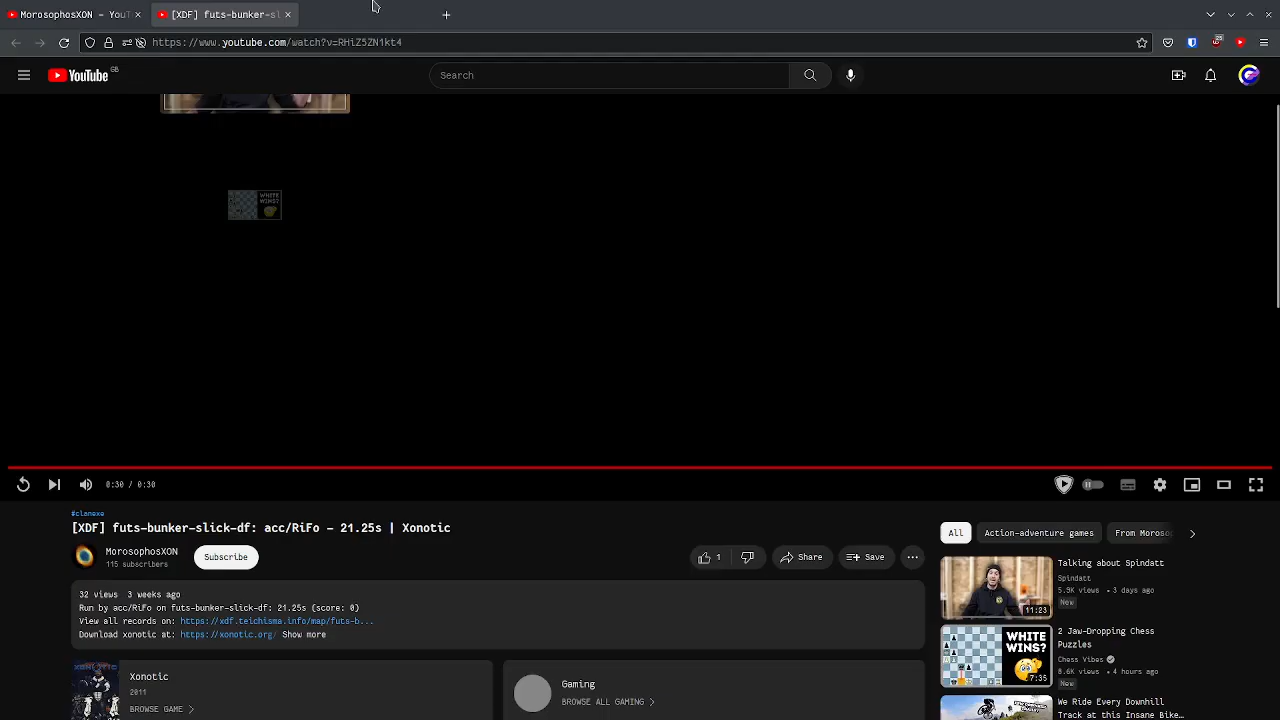 MorosophosXON – YouT
[XDF] futs-bunker-sl
https://www.youtube.com/watch?v=RHiZ5ZN1kt4
YouTube GB
Search
WHITE WINS?
0:30 / 0:30
#clanexe
[XDF] futs-bunker-slick-df: acc/RiFo – 21.25s | Xonotic
MorosophosXON
115 subscribers
Subscribe
1
Share
Save
32 views 3 weeks ago
Run by acc/RiFo on futs-bunker-slick-df: 21.25s (score: 0)
View all records on: https://xdf.teichisma.info/map/futs-b...
Download xonotic at: https://xonotic.org/ Show more
XONOTIC
Xonotic
2011
BROWSE GAME
Gaming
BROWSE ALL GAMING
All
Action-adventure games
From Moroso
11:23
Talking about Spindatt
Spindatt
5.9K views • 3 days ago
New
WHITE WINS?
7:35
2 Jaw-Dropping Chess
Puzzles
Chess Vibes
8.6K views • 4 hours ago
New
We Ride Every Downhill
Track at this Insane Bike…